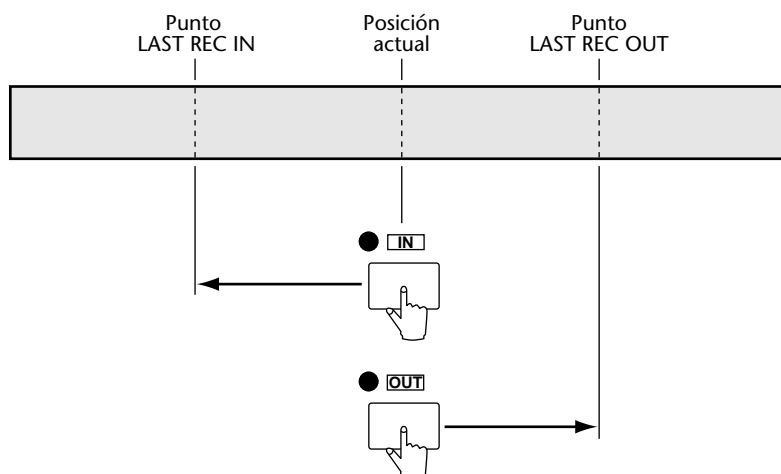 Punto
LAST REC IN
Posición
actual
Punto
LAST REC OUT
IN
OUT